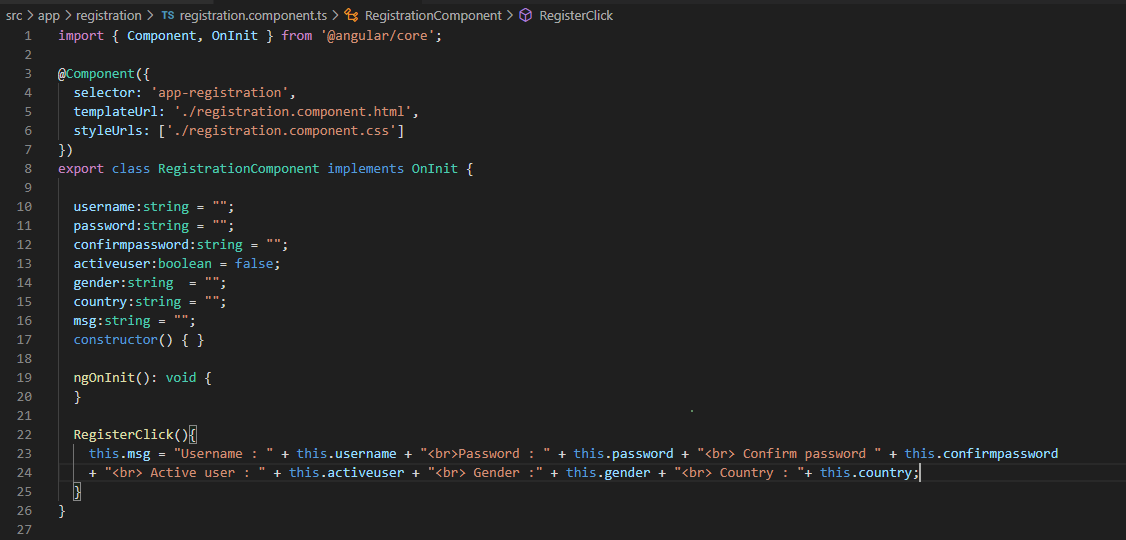 src > app > registration > TS registration.component.ts > RegistrationComponent > RegisterClick
1 import { Component, OnInit } from '@angular/core';
2
3 @Component({
4   selector: 'app-registration',
5   templateUrl: './registration.component.html',
6   styleUrls: ['./registration.component.css']
7 })
8 export class RegistrationComponent implements OnInit {
9
10   username:string = "";
11   password:string = "";
12   confirmpassword:string = "";
13   activeuser:boolean = false;
14   gender:string  = "";
15   country:string = "";
16   msg:string = "";
17   constructor() { }
18
19   ngOnInit(): void {
20   }
21
22   RegisterClick(){
23     this.msg = "Username : " + this.username + "<br>Password : " + this.password + "<br> Confirm password " + this.confirmpassword
24     + "<br> Active user : " + this.activeuser + "<br> Gender :" + this.gender + "<br> Country : "+ this.country;
25   }
26 }
27